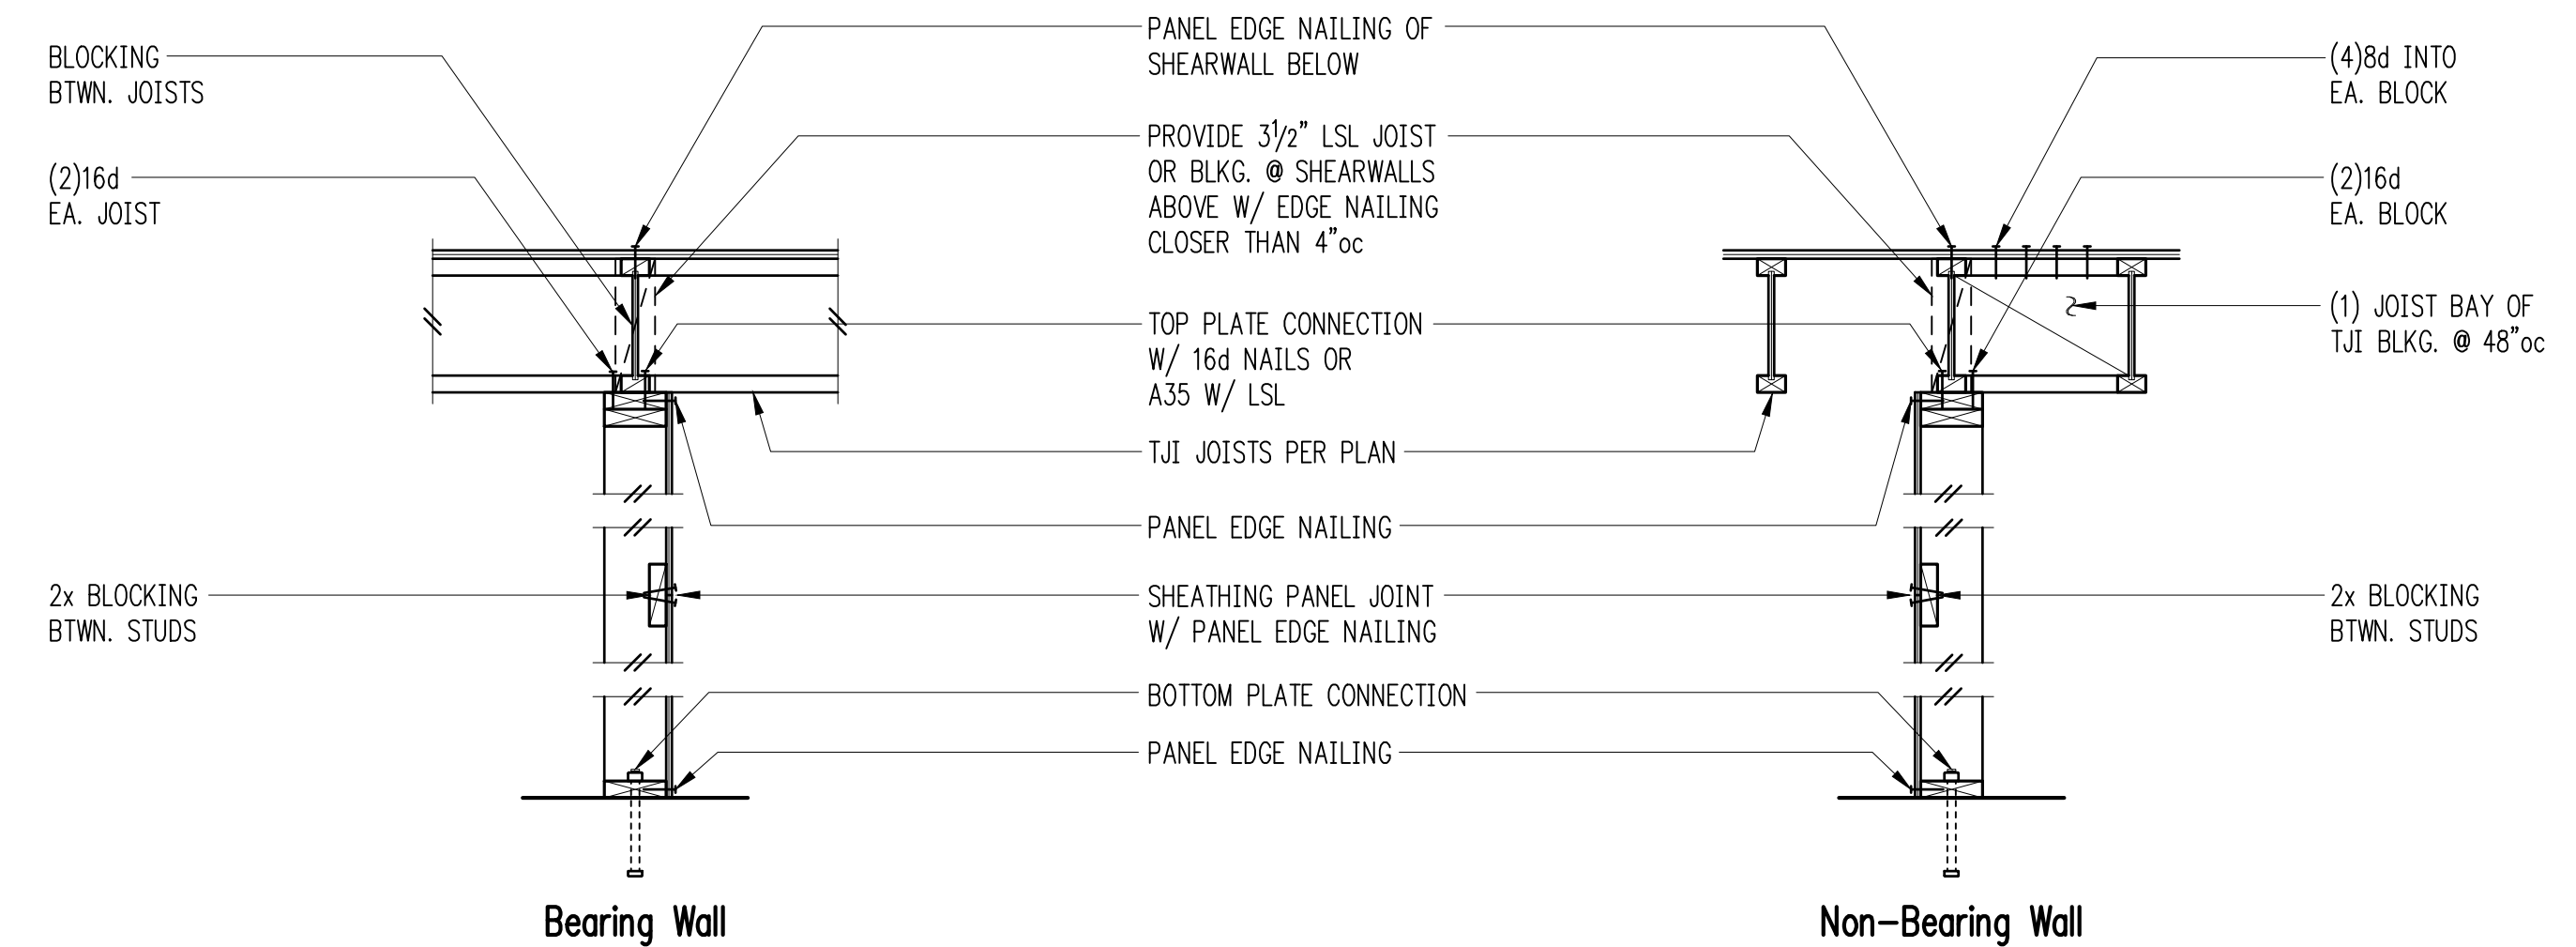 BLOCKING
BTWN. JOISTS
(2)16d
EA. JOIST
2x BLOCKING
BTWN. STUDS
PANEL EDGE NAILING OF
SHEARWALL BELOW
PROVIDE 3 1/2" LSL JOIST
OR BLKG. @ SHEARWALLS
ABOVE W/ EDGE NAILING
CLOSER THAN 4"oc
TOP PLATE CONNECTION
W/ 16d NAILS OR
A35 W/ LSL
TJI JOISTS PER PLAN
PANEL EDGE NAILING
SHEATHING PANEL JOINT
W/ PANEL EDGE NAILING
BOTTOM PLATE CONNECTION
PANEL EDGE NAILING
(4)8d INTO
EA. BLOCK
(2)16d
EA. BLOCK
(1) JOIST BAY OF
TJI BLKG. @ 48"oc
2x BLOCKING
BTWN. STUDS
Bearing Wall
Non-Bearing Wall